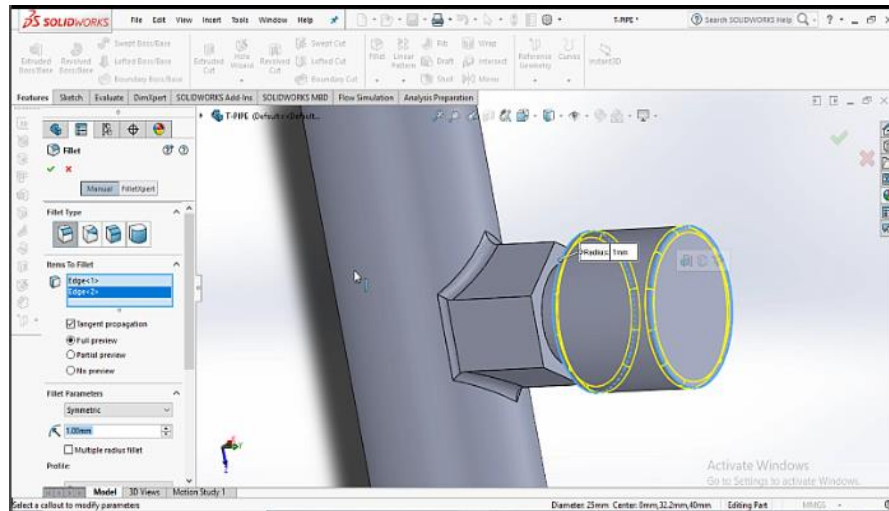 SOLIDWORKS File Edit View Insert Tools Window Help T-PIPE * Search SOLIDWORKS Help
Swept Boss/Base Swept Cut Rib Wrap
Extruded Boss/Base Revolved Boss/Base Lofted Boss/Base Extruded Cut Hole Wizard Revolved Cut Lofted Cut Fillet Linear Pattern Draft Intersect Reference Geometry Curves Instant3D
Boundary Boss/Base Boundary Cut Shell Mirror
Features Sketch Evaluate DimXpert SOLIDWORKS Add-Ins SOLIDWORKS MBD Flow Simulation Analysis Preparation
T-PIPE (Default<<Default...
Fillet
Manual FilletXpert
Fillet Type
Items To Fillet
Edge<1>
Edge<2>
Radius: 1mm
Tangent propagation
Full preview
Partial preview
No preview
Fillet Parameters
Symmetric
1.00mm
Multiple radius fillet
Profile:
Activate Windows
Go to Settings to activate Windows.
Model 3D Views Motion Study 1
Select a callout to modify parameters Diameter: 25mm Center: 0mm,32.2mm,40mm Editing Part MMGS